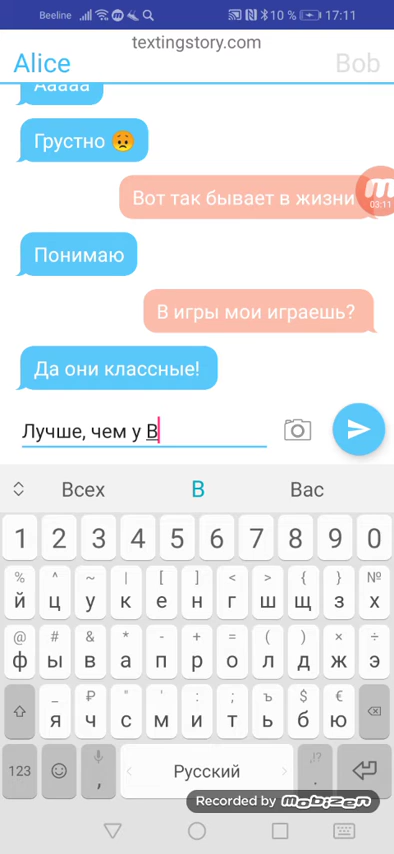 Beeline 10 % 17:11
textingstory.com
Alice Bob
Ааааа
Грустно 😟
Вот так бывает в жизни
03:11
Понимаю
В игры мои играешь?
Да они классные!
Лучше, чем у В
Всех В Вас
1 2 3 4 5 6 7 8 9 0
% ^ ~ | [ ] < > { } №
й ц у к е н г ш щ з х
@ # & * - + = ( ) × ÷
ф ы в а п р о л д ж э
_ ₽ " ' : ; ъ $ €
я ч с м и т ь б ю
,!?
123 , Русский .
Recorded by mobizen